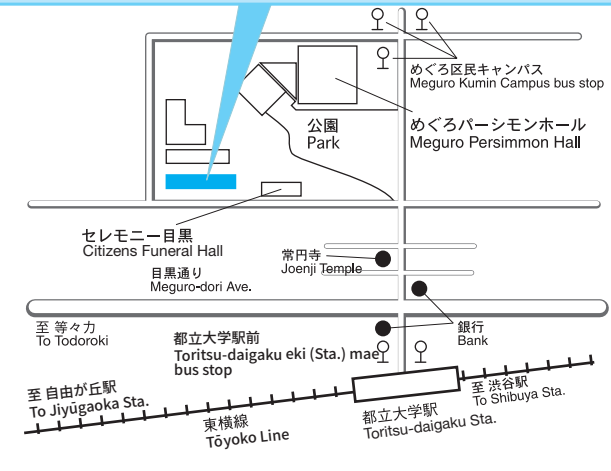 めぐろ区民キャンパス
Meguro Kumin Campus bus stop
公園
Park
めぐろパーシモンホール
Meguro Persimmon Hall
セレモニー目黒
Citizens Funeral Hall
常円寺
Joenji Temple
目黒通り
Meguro-dori Ave.
至 等々力
To Todoroki
都立大学駅前
Toritsu-daigaku eki (Sta.) mae
bus stop
銀行
Bank
至 自由が丘駅
To Jiyūgaoka Sta.
東横線
Tōyoko Line
都立大学駅
Toritsu-daigaku Sta.
至 渋谷駅
To Shibuya Sta.